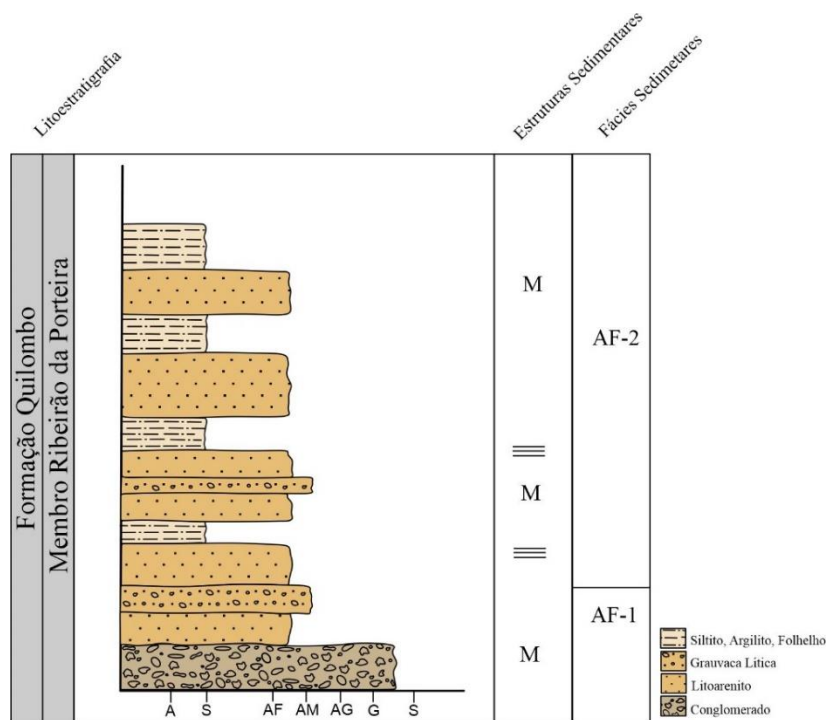 Litoestratigrafia
Estruturas Sedimentares
Fácies Sedimetares
Formação Quilombo
Membro Ribeirão da Porteira
M
AF-2
M
AF-1
M
A S AF AM AG G S
Siltito, Argilito, Folhelho
Grauvaca Lítica
Litoarenito
Conglomerado